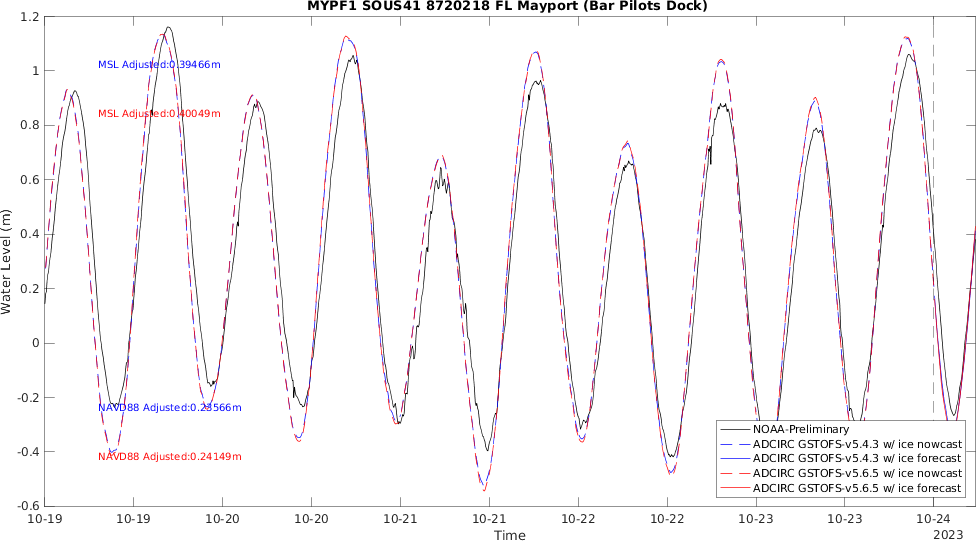 MYPF1 SOUS41 8720218 FL Mayport (Bar Pilots Dock)
1.2
1
0.8
0.6
0.4
0.2
0
-0.2
-0.4
-0.6
Water Level (m)
MSL Adjusted:0.39466m
MSL Adjusted:0.40049m
NAVD88 Adjusted:0.23566m
NAVD88 Adjusted:0.24149m
NOAA-Preliminary
ADCIRC GSTOFS-v5.4.3 w/ ice nowcast
ADCIRC GSTOFS-v5.4.3 w/ ice forecast
ADCIRC GSTOFS-v5.6.5 w/ ice nowcast
ADCIRC GSTOFS-v5.6.5 w/ ice forecast
10-19 10-19 10-20 10-20 10-21 10-21 10-22 10-22 10-23 10-23 10-24
Time
2023